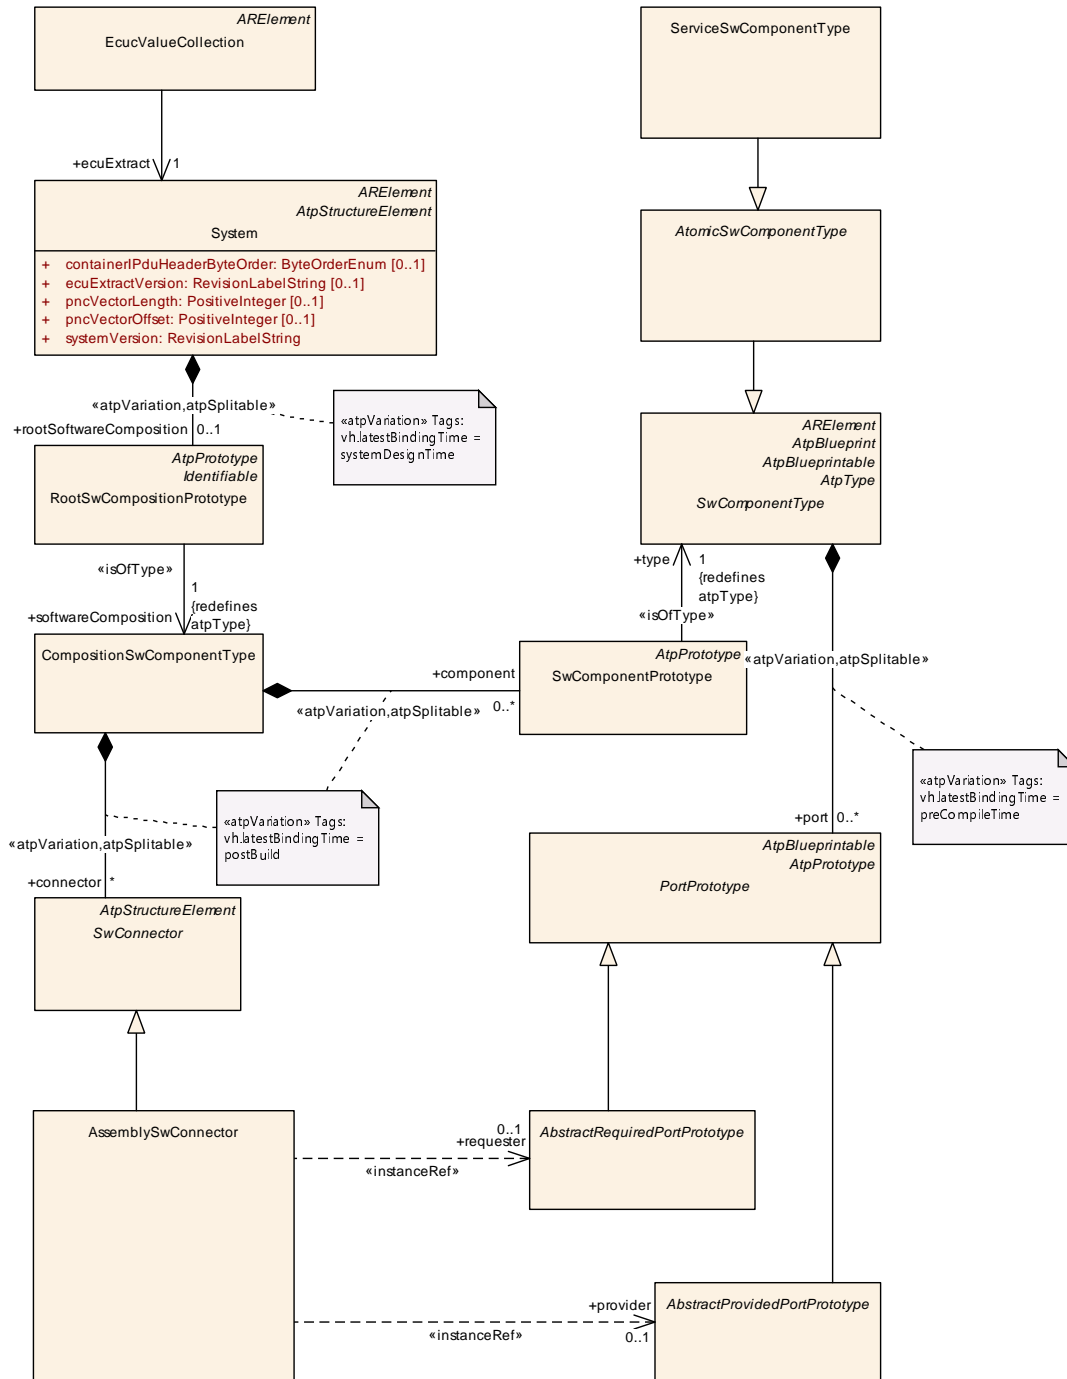 ARElement
EcucValueCollection
ServiceSwComponentType
+ecuExtract 1
ARElement
AtpStructureElement
System
+ containerIPduHeaderByteOrder: ByteOrderEnum [0..1]
+ ecuExtractVersion: RevisionLabelString [0..1]
+ pncVectorLength: PositiveInteger [0..1]
+ pncVectorOffset: PositiveInteger [0..1]
+ systemVersion: RevisionLabelString
AtomicSwComponentType
«atpVariation,atpSplitable»
+rootSoftwareComposition 0..1
«atpVariation» Tags:
vh.latestBindingTime =
systemDesignTime
ARElement
AtpBlueprint
AtpBlueprintable
AtpType
SwComponentType
AtpPrototype
Identifiable
RootSwCompositionPrototype
«isOfType»
1
{redefines
atpType}
+softwareComposition
+type 1
{redefines
atpType}
«isOfType»
CompositionSwComponentType
+component
0..*
«atpVariation,atpSplitable»
AtpPrototype
SwComponentPrototype
«atpVariation,atpSplitable»
«atpVariation» Tags:
vh.latestBindingTime =
preCompileTime
«atpVariation» Tags:
vh.latestBindingTime =
postBuild
«atpVariation,atpSplitable»
+connector *
+port 0..*
AtpBlueprintable
AtpPrototype
PortPrototype
AtpStructureElement
SwConnector
AssemblySwConnector
0..1
+requester
«instanceRef»
AbstractRequiredPortPrototype
+provider
0..1
«instanceRef»
AbstractProvidedPortPrototype